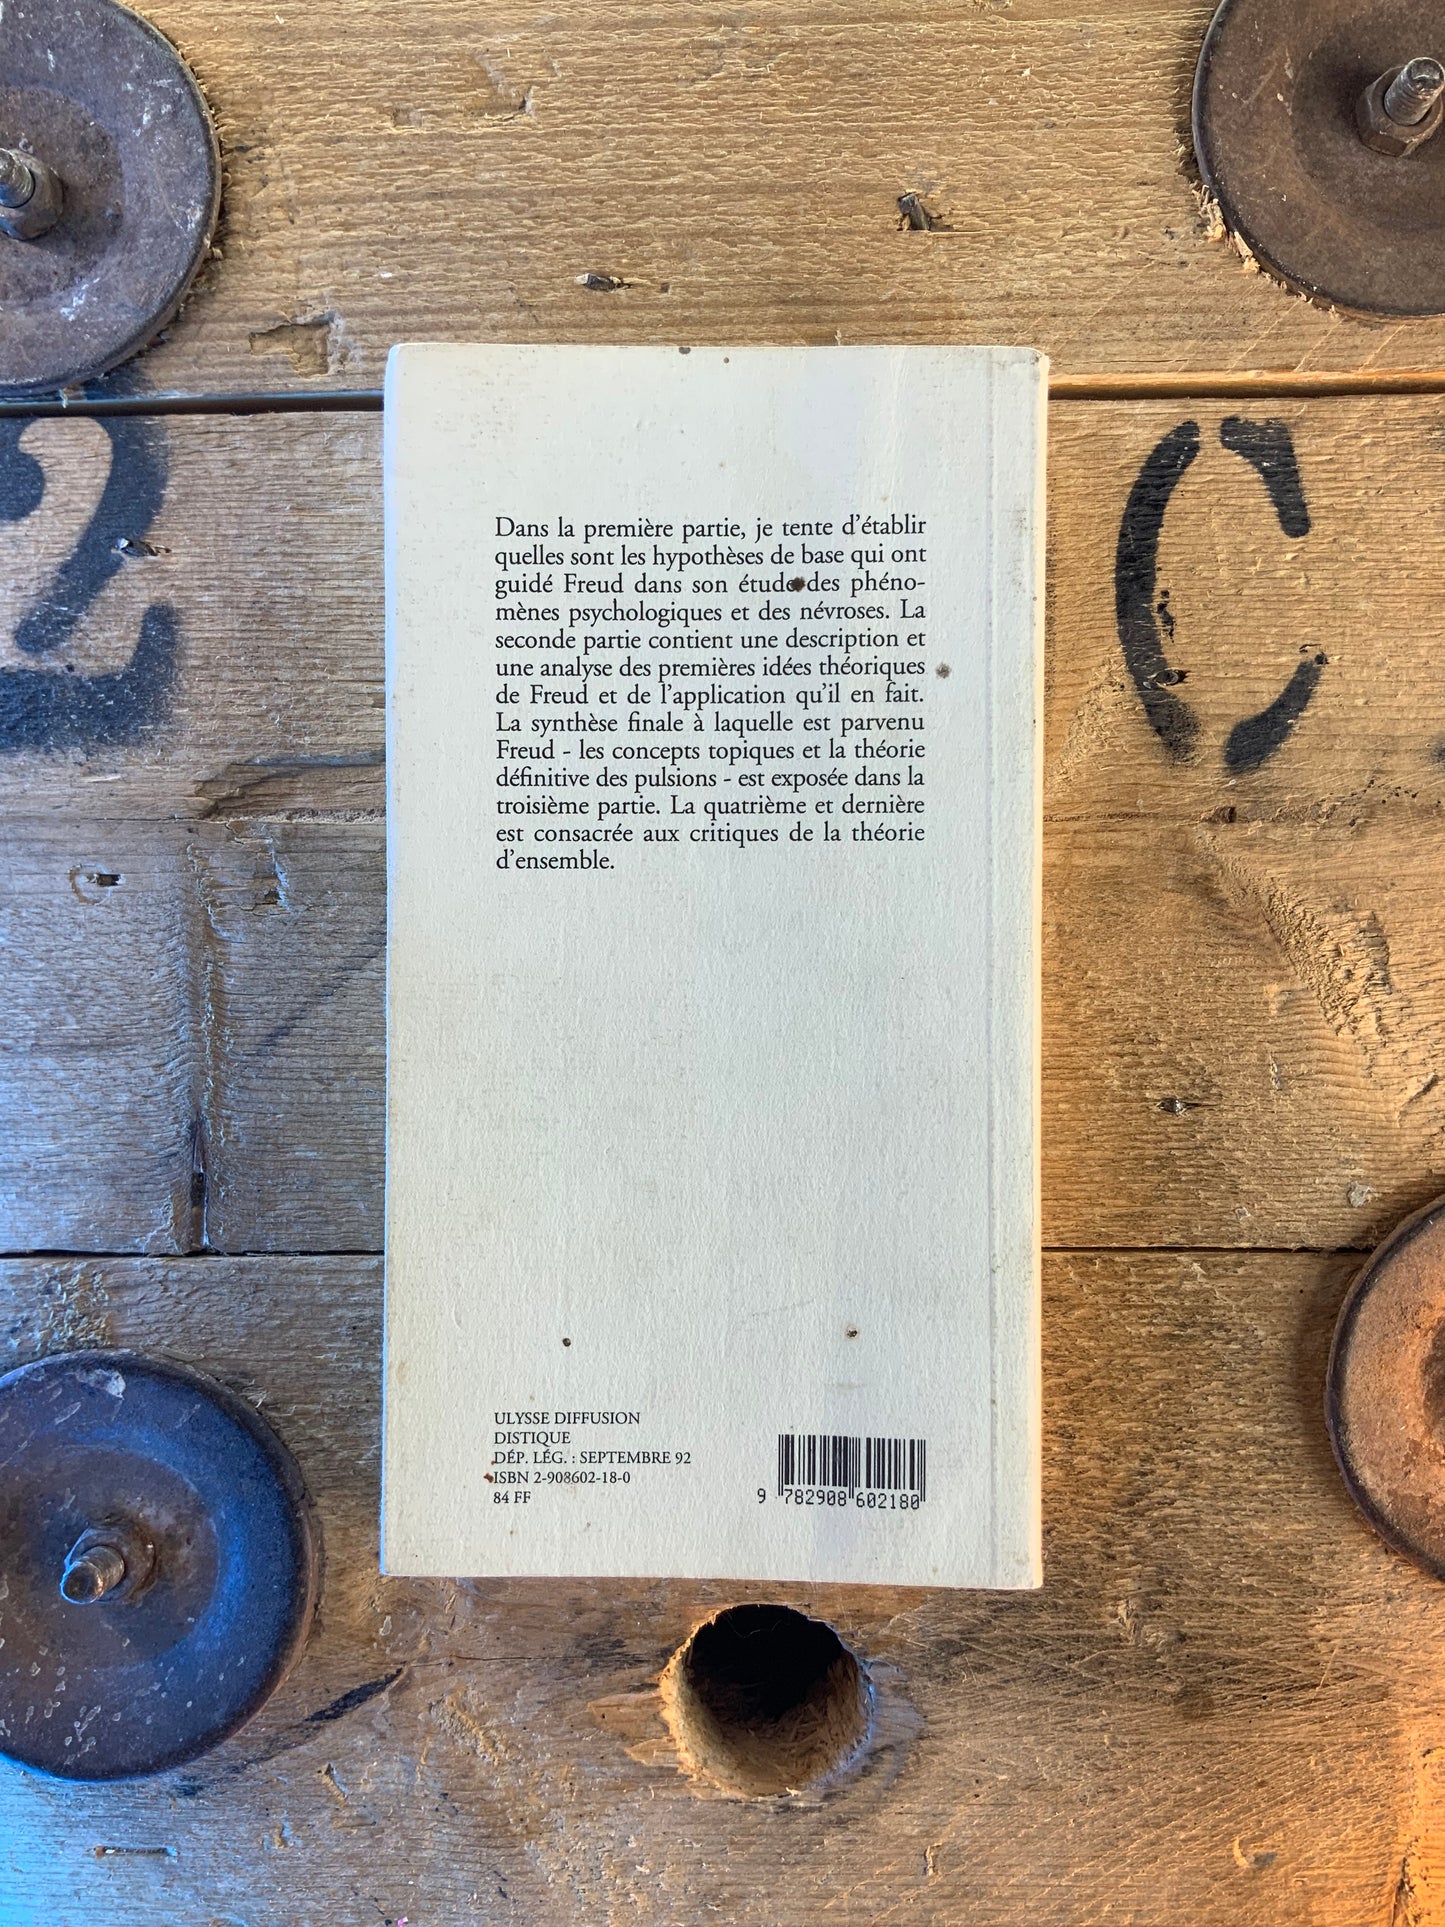 2
C
Dans la première partie, je tente d'établir
quelles sont les hypothèses de base qui ont
guidé Freud dans son étude des phéno-
mènes psychologiques et des névroses. La
seconde partie contient une description et
une analyse des premières idées théoriques
de Freud et de l'application qu'il en fait.
La synthèse finale à laquelle est parvenu
Freud - les concepts topiques et la théorie
définitive des pulsions - est exposée dans la
troisième partie. La quatrième et dernière
est consacrée aux critiques de la théorie
d'ensemble.
ULYSSE DIFFUSION
DISTIQUE
DÉP. LÉG. : SEPTEMBRE 92
ISBN 2-908602-18-0
84 FF
9 782908 602180